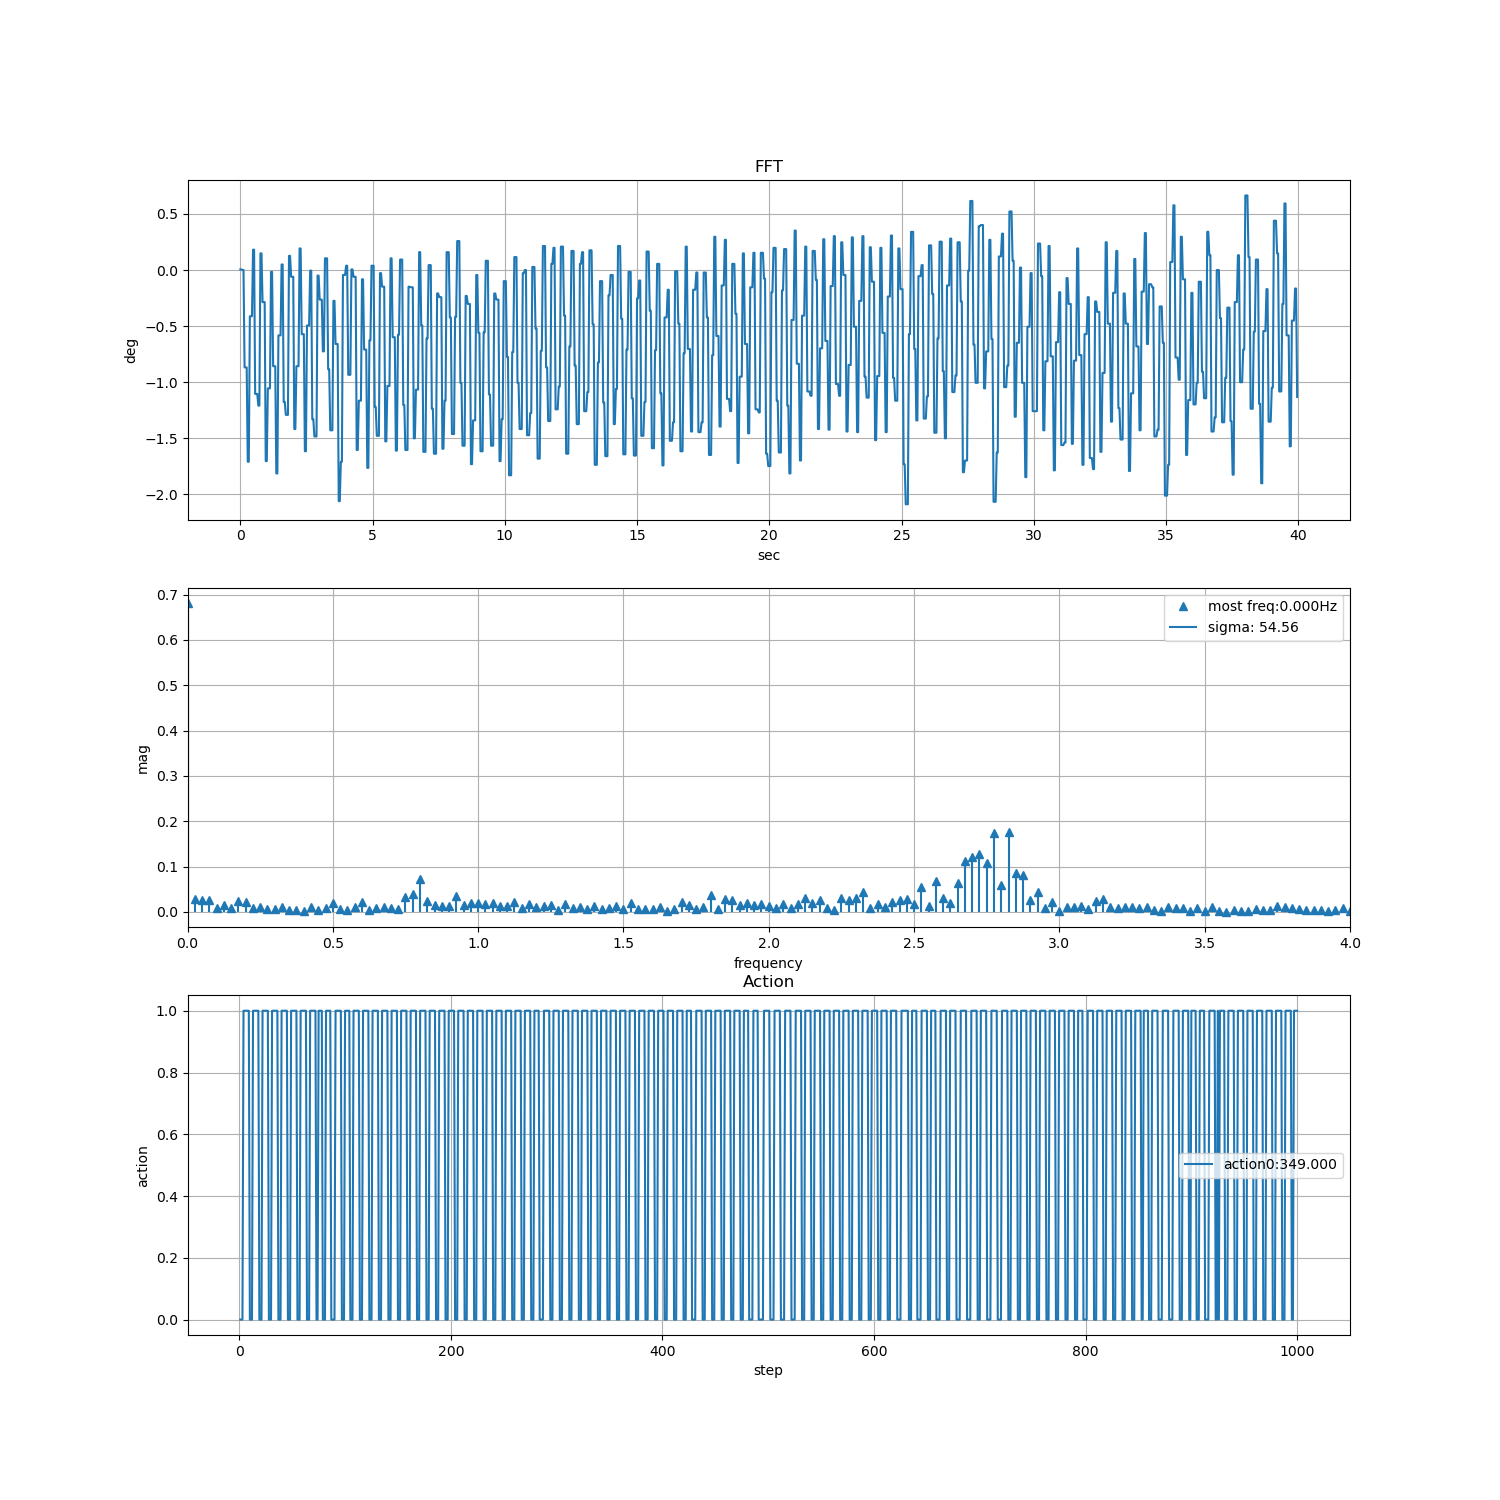 FFT
0.5
0.0
−0.5
−1.0
−1.5
−2.0
deg
0 5 10 15 20 25 30 35 40
sec
0.7
0.6
0.5
0.4
0.3
0.2
0.1
0.0
mag
most freq:0.000Hz
sigma: 54.56
0.0 0.5 1.0 1.5 2.0 2.5 3.0 3.5 4.0
frequency
Action
1.0
0.8
0.6
0.4
0.2
0.0
action
action0:349.000
0 200 400 600 800 1000
step